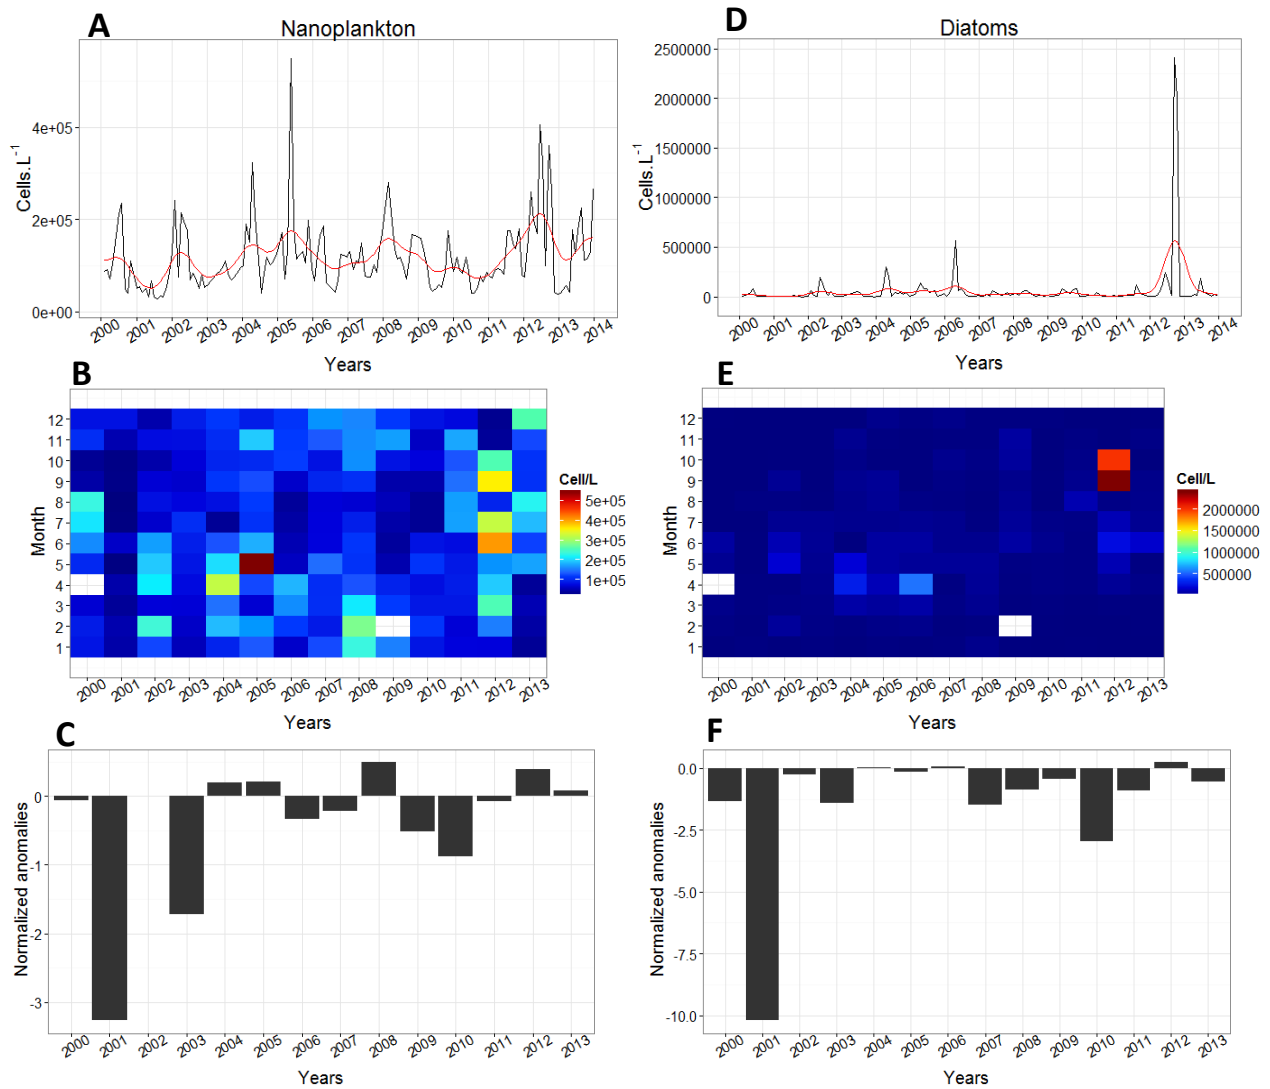 A
Nanoplankton
Cells.L⁻¹
4e+05
2e+05
0e+00
2000 2001 2002 2003 2004 2005 2006 2007 2008 2009 2010 2011 2012 2013 2014
Years
D
Diatoms
Cells.L⁻¹
2500000
2000000
1500000
1000000
500000
0
2000 2001 2002 2003 2004 2005 2006 2007 2008 2009 2010 2011 2012 2013 2014
Years
B
Month
12
11
10
9
8
7
6
5
4
3
2
1
2000 2001 2002 2003 2004 2005 2006 2007 2008 2009 2010 2011 2012 2013
Years
Cell/L
5e+05
4e+05
3e+05
2e+05
1e+05
E
Month
12
11
10
9
8
7
6
5
4
3
2
1
2000 2001 2002 2003 2004 2005 2006 2007 2008 2009 2010 2011 2012 2013
Years
Cell/L
2000000
1500000
1000000
500000
C
Normalized anomalies
0
-1
-2
-3
2000 2001 2002 2003 2004 2005 2006 2007 2008 2009 2010 2011 2012 2013
Years
F
Normalized anomalies
0.0
-2.5
-5.0
-7.5
-10.0
2000 2001 2002 2003 2004 2005 2006 2007 2008 2009 2010 2011 2012 2013
Years